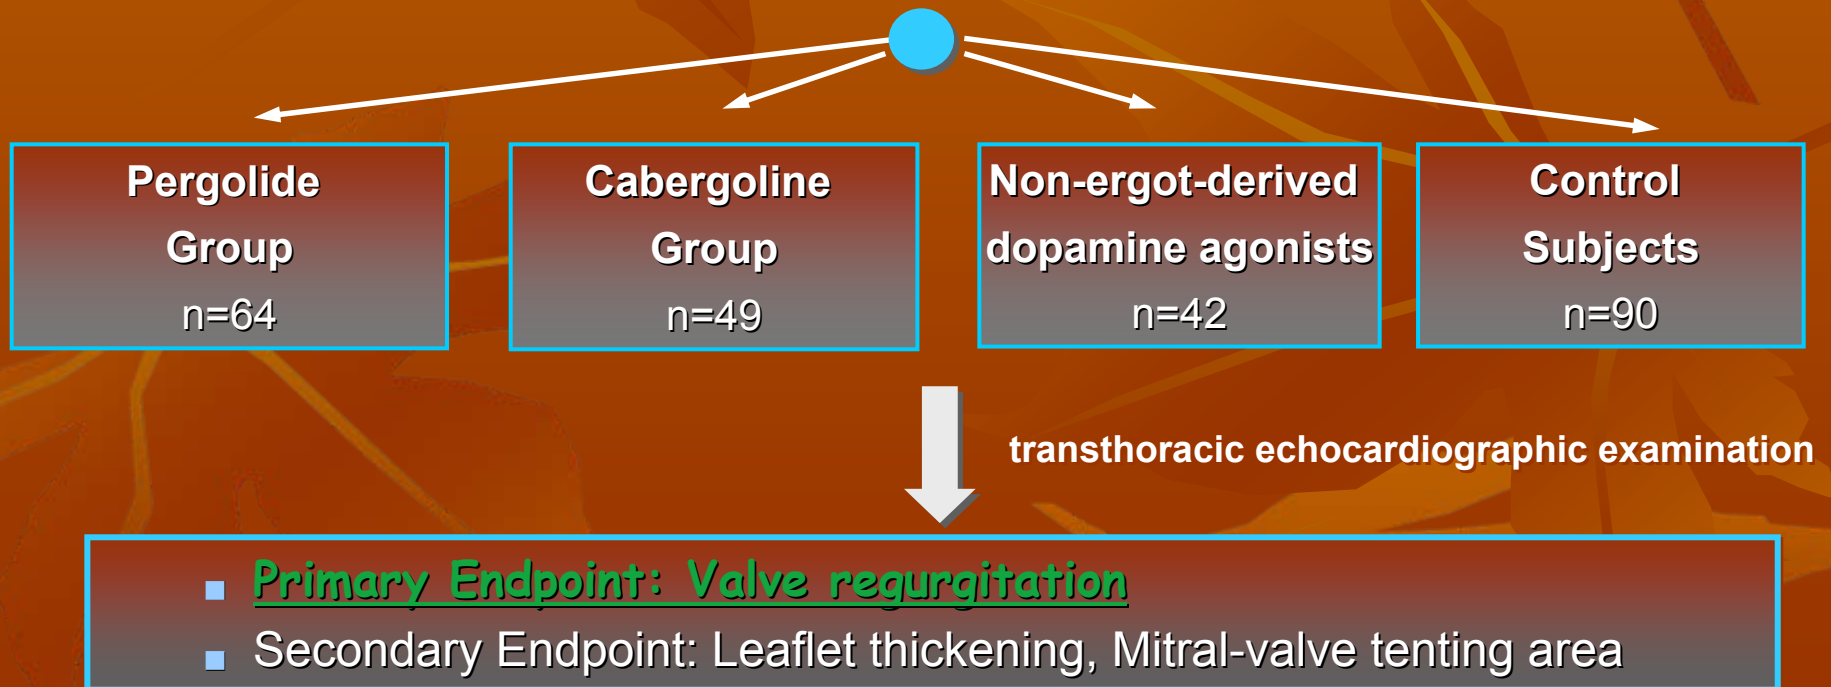 Pergolide
Group
n=64
Cabergoline
Group
n=49
Non-ergot-derived
dopamine agonists
n=42
Control
Subjects
n=90
transthoracic echocardiographic examination
Primary Endpoint: Valve regurgitation
Secondary Endpoint: Leaflet thickening, Mitral-valve tenting area